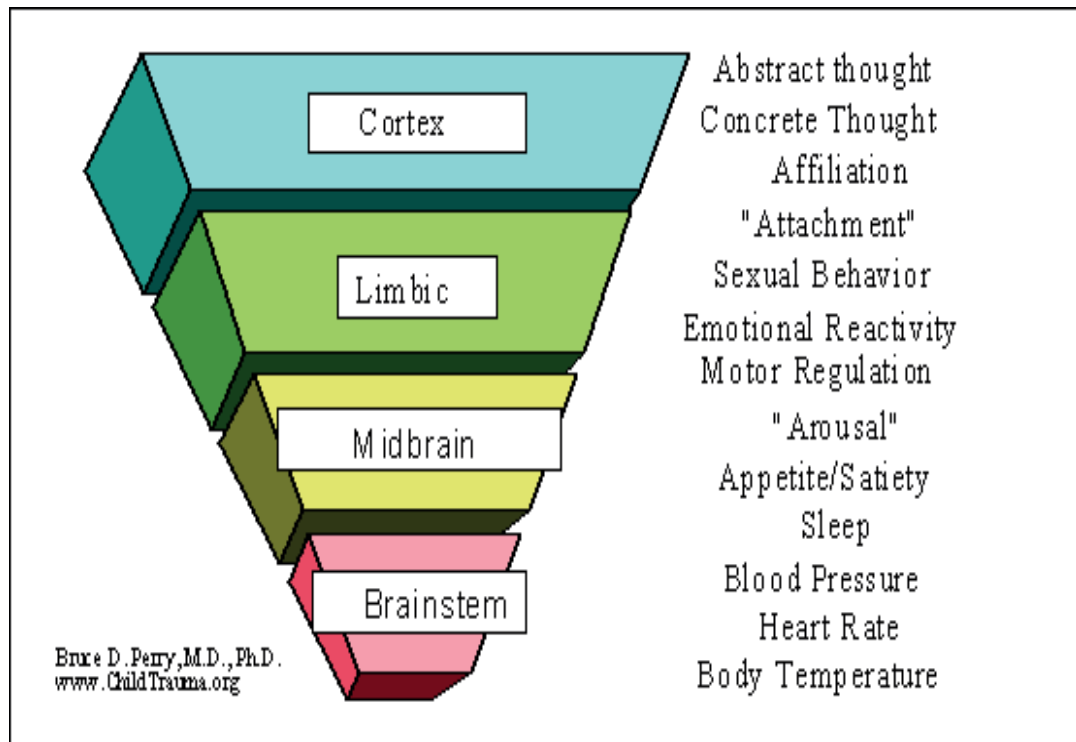 Cortex
Limbic
Midbrain
Brainstem
Abstract thought
Concrete Thought
Affiliation
"Attachment"
Sexual Behavior
Emotional Reactivity
Motor Regulation
"Arousal"
Appetite/Satiety
Sleep
Blood Pressure
Heart Rate
Body Temperature
Bruce D.Perry,M.D.,Ph.D.
www.ChildTrauma.org